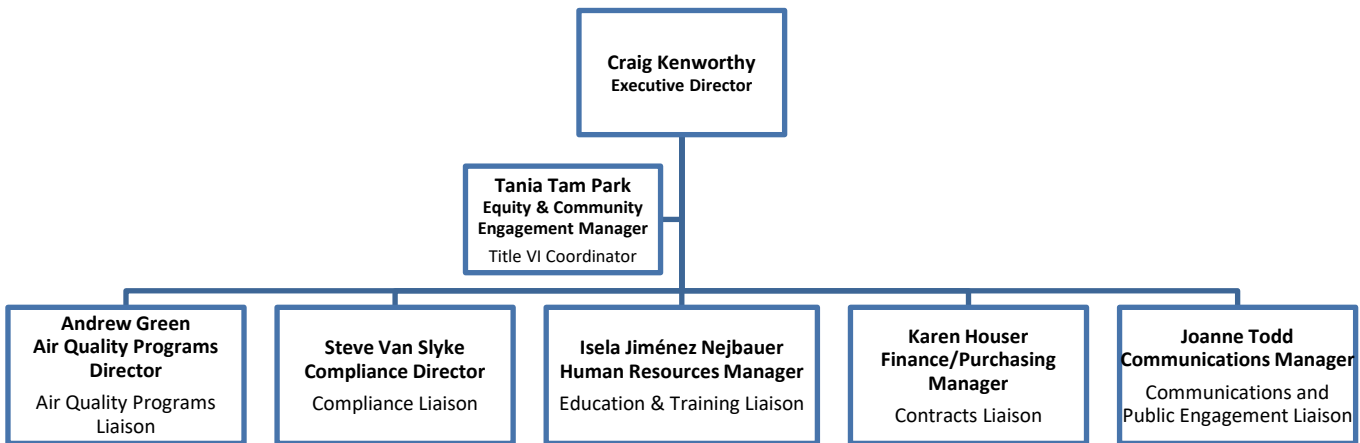 Craig Kenworthy
Executive Director
Tania Tam Park
Equity & Community
Engagement Manager
Title VI Coordinator
Andrew Green
Air Quality Programs
Director
Air Quality Programs
Liaison
Steve Van Slyke
Compliance Director
Compliance Liaison
Isela Jiménez Nejbauer
Human Resources Manager
Education & Training Liaison
Karen Houser
Finance/Purchasing
Manager
Contracts Liaison
Joanne Todd
Communications Manager
Communications and
Public Engagement Liaison